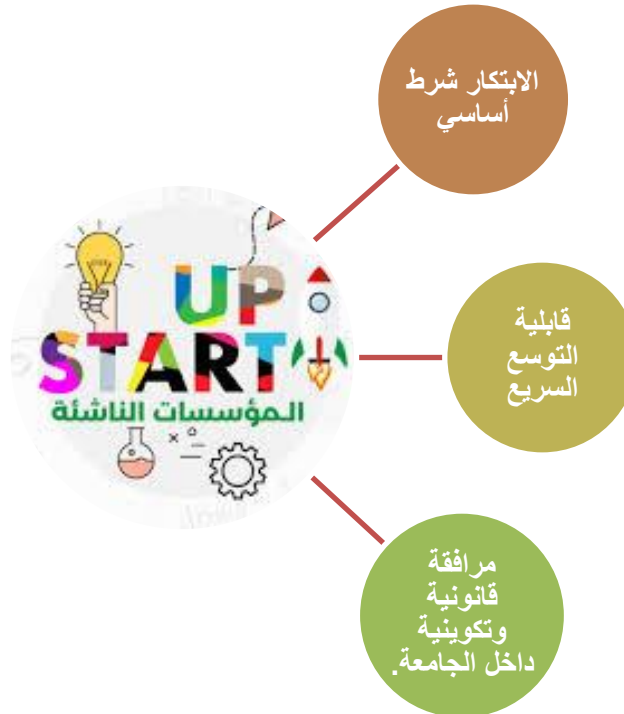 الابتكار شرط
أساسي
UP
START
المؤسسات الناشئة
قابلية
التوسع
السريع
مرافقة
قانونية
وتكوينية
داخل الجامعة.